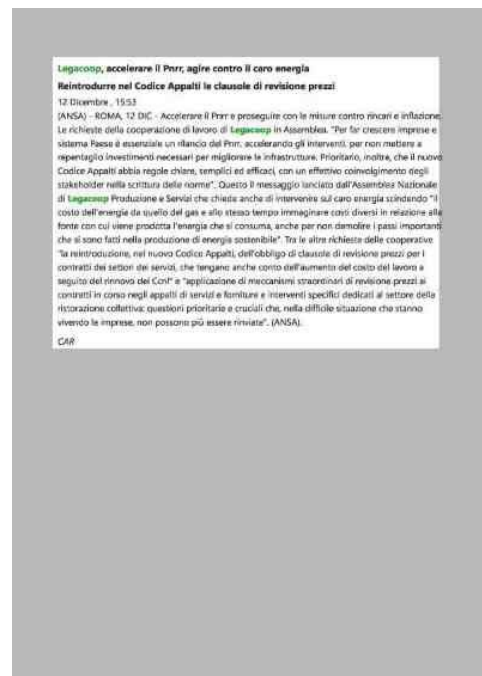 Legacoop, accelerare il Pnrr, agire contro il caro energia
Reintrodurre nel Codice Appalti le clausole di revisione prezzi
12 Dicembre , 15:53
(ANSA) - ROMA, 12 DIC - Accelerare il Pnrr e proseguire con le misure contro rincari e inflazione.
Le richieste della cooperazione di lavoro di Legacoop in Assemblea. "Per far crescere imprese e
sistema Paese è essenziale un rilancio del Pnrr, accelerando gli interventi, per non mettere a
repentaglio investimenti necessari per migliorare le infrastrutture. Prioritario, inoltre, che il nuovo
Codice Appalti abbia regole chiare, semplici ed efficaci, con un effettivo coinvolgimento degli
stakeholder nella scrittura delle norme". Questo il messaggio lanciato dall'Assemblea Nazionale
di Legacoop Produzione e Servizi che chiede anche di intervenire sul caro energia scindendo "il
costo dell'energia da quello del gas e allo stesso tempo immaginare costi diversi in relazione alla
fonte con cui viene prodotta l'energia che si consuma, anche per non demolire i passi importanti
che si sono fatti nella produzione di energia sostenibile". Tra le altre richieste delle cooperative
"la reintroduzione, nel nuovo Codice Appalti, dell'obbligo di clausole di revisione prezzi per i
contratti dei settori dei servizi, che tengano anche conto dell'aumento del costo del lavoro a
seguito del rinnovo dei Ccnl" e "applicazione di meccanismi straordinari di revisione prezzi ai
contratti in corso negli appalti di servizi e forniture e interventi specifici dedicati al settore della
ristorazione collettiva: questioni prioritarie e cruciali che, nella difficile situazione che stanno
vivendo le imprese, non possono più essere rinviate". (ANSA).
CAR